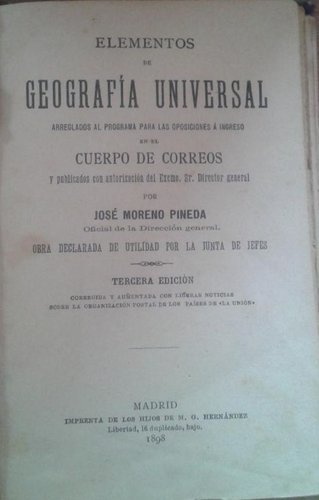 ELEMENTOS
DE
GEOGRAFÍA UNIVERSAL
ARREGLADOS AL PROGRAMA PARA LAS OPOSICIONES Á INGRESO
EN EL
CUERPO DE CORREOS
y publicados con autorización del Excmo. Sr. Director general
POR
JOSÉ MORENO PINEDA
Oficial de la Dirección general.
OBRA DECLARADA DE UTILIDAD POR LA JUNTA DE JEFES
TERCERA EDICIÓN
CORREGIDA Y AUMENTADA CON LIGERAS NOTICIAS
SOBRE LA ORGANIZACIÓN POSTAL DE LOS PAÍSES DE «LA UNIÓN»
MADRID
IMPRENTA DE LOS HIJOS DE M. G. HERNÁNDEZ
Libertad, 16 duplicado, bajo.
1898